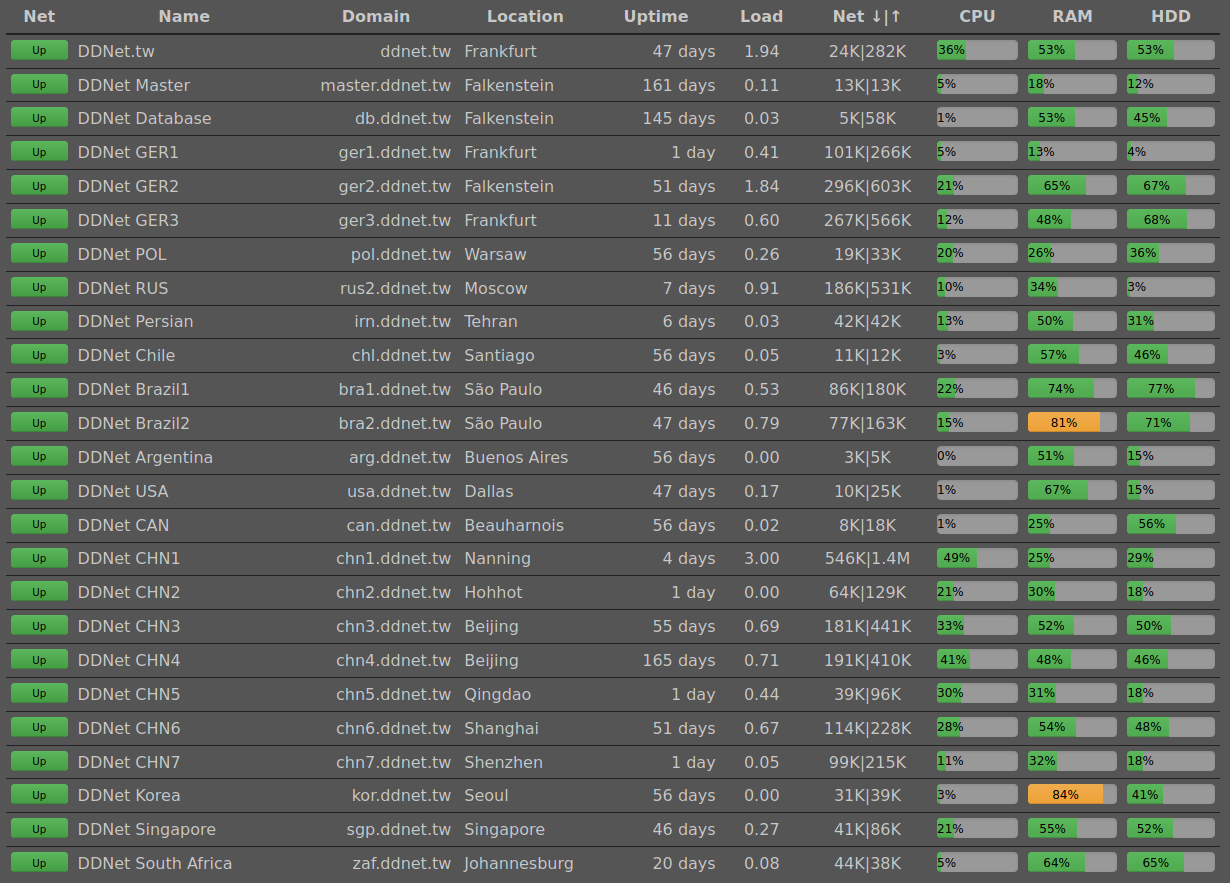 Net Name Domain Location Uptime Load Net ↓|↑ CPU RAM HDD
Up DDNet.tw ddnet.tw Frankfurt 47 days 1.94 24K|282K 36% 53% 53%
Up DDNet Master master.ddnet.tw Falkenstein 161 days 0.11 13K|13K 5% 18% 12%
Up DDNet Database db.ddnet.tw Falkenstein 145 days 0.03 5K|58K 1% 53% 45%
Up DDNet GER1 ger1.ddnet.tw Frankfurt 1 day 0.41 101K|266K 5% 13% 4%
Up DDNet GER2 ger2.ddnet.tw Falkenstein 51 days 1.84 296K|603K 21% 65% 67%
Up DDNet GER3 ger3.ddnet.tw Frankfurt 11 days 0.60 267K|566K 12% 48% 68%
Up DDNet POL pol.ddnet.tw Warsaw 56 days 0.26 19K|33K 20% 26% 36%
Up DDNet RUS rus2.ddnet.tw Moscow 7 days 0.91 186K|531K 10% 34% 3%
Up DDNet Persian irn.ddnet.tw Tehran 6 days 0.03 42K|42K 13% 50% 31%
Up DDNet Chile chl.ddnet.tw Santiago 56 days 0.05 11K|12K 3% 57% 46%
Up DDNet Brazil1 bra1.ddnet.tw São Paulo 46 days 0.53 86K|180K 22% 74% 77%
Up DDNet Brazil2 bra2.ddnet.tw São Paulo 47 days 0.79 77K|163K 15% 81% 71%
Up DDNet Argentina arg.ddnet.tw Buenos Aires 56 days 0.00 3K|5K 0% 51% 15%
Up DDNet USA usa.ddnet.tw Dallas 47 days 0.17 10K|25K 1% 67% 15%
Up DDNet CAN can.ddnet.tw Beauharnois 56 days 0.02 8K|18K 1% 25% 56%
Up DDNet CHN1 chn1.ddnet.tw Nanning 4 days 3.00 546K|1.4M 49% 25% 29%
Up DDNet CHN2 chn2.ddnet.tw Hohhot 1 day 0.00 64K|129K 21% 30% 18%
Up DDNet CHN3 chn3.ddnet.tw Beijing 55 days 0.69 181K|441K 33% 52% 50%
Up DDNet CHN4 chn4.ddnet.tw Beijing 165 days 0.71 191K|410K 41% 48% 46%
Up DDNet CHN5 chn5.ddnet.tw Qingdao 1 day 0.44 39K|96K 30% 31% 18%
Up DDNet CHN6 chn6.ddnet.tw Shanghai 51 days 0.67 114K|228K 28% 54% 48%
Up DDNet CHN7 chn7.ddnet.tw Shenzhen 1 day 0.05 99K|215K 11% 32% 18%
Up DDNet Korea kor.ddnet.tw Seoul 56 days 0.00 31K|39K 3% 84% 41%
Up DDNet Singapore sgp.ddnet.tw Singapore 46 days 0.27 41K|86K 21% 55% 52%
Up DDNet South Africa zaf.ddnet.tw Johannesburg 20 days 0.08 44K|38K 5% 64% 65%